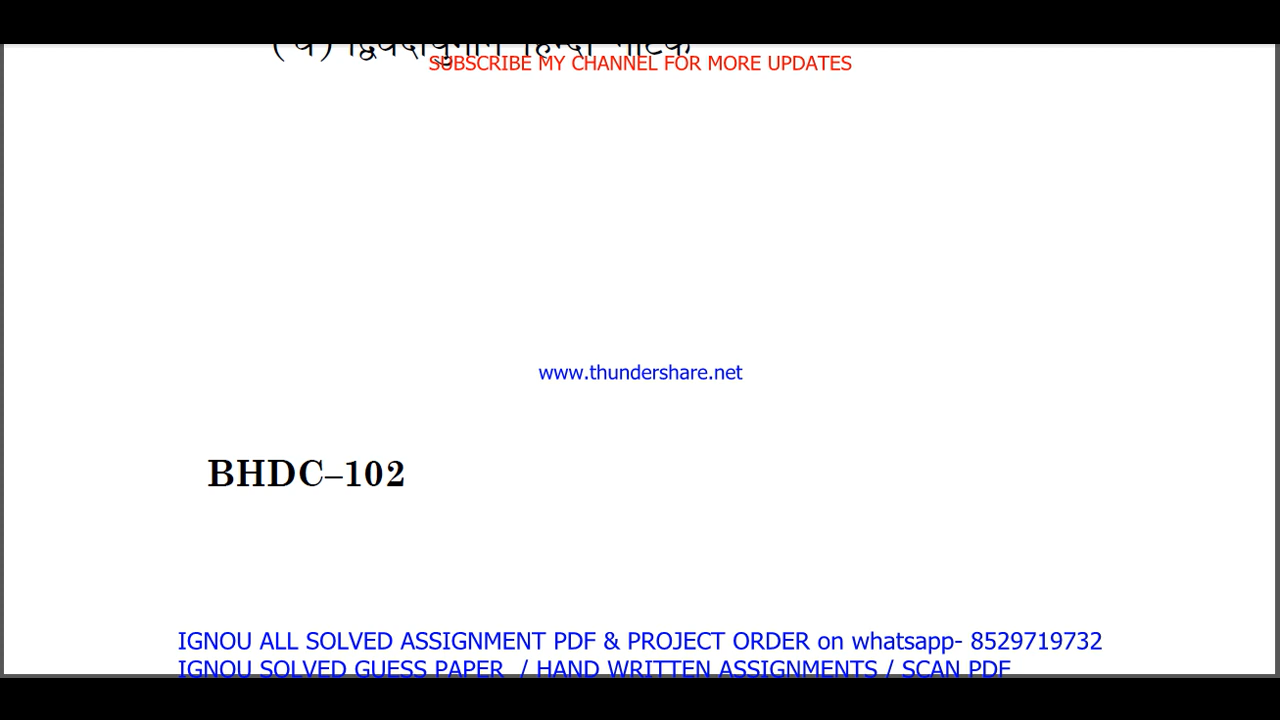 द्विवेदीयुगीन हिन्दी नाटक
SUBSCRIBE MY CHANNEL FOR MORE UPDATES
www.thundershare.net
BHDC–102
IGNOU ALL SOLVED ASSIGNMENT PDF & PROJECT ORDER on whatsapp- 8529719732
IGNOU SOLVED GUESS PAPER / HAND WRITTEN ASSIGNMENTS / SCAN PDF